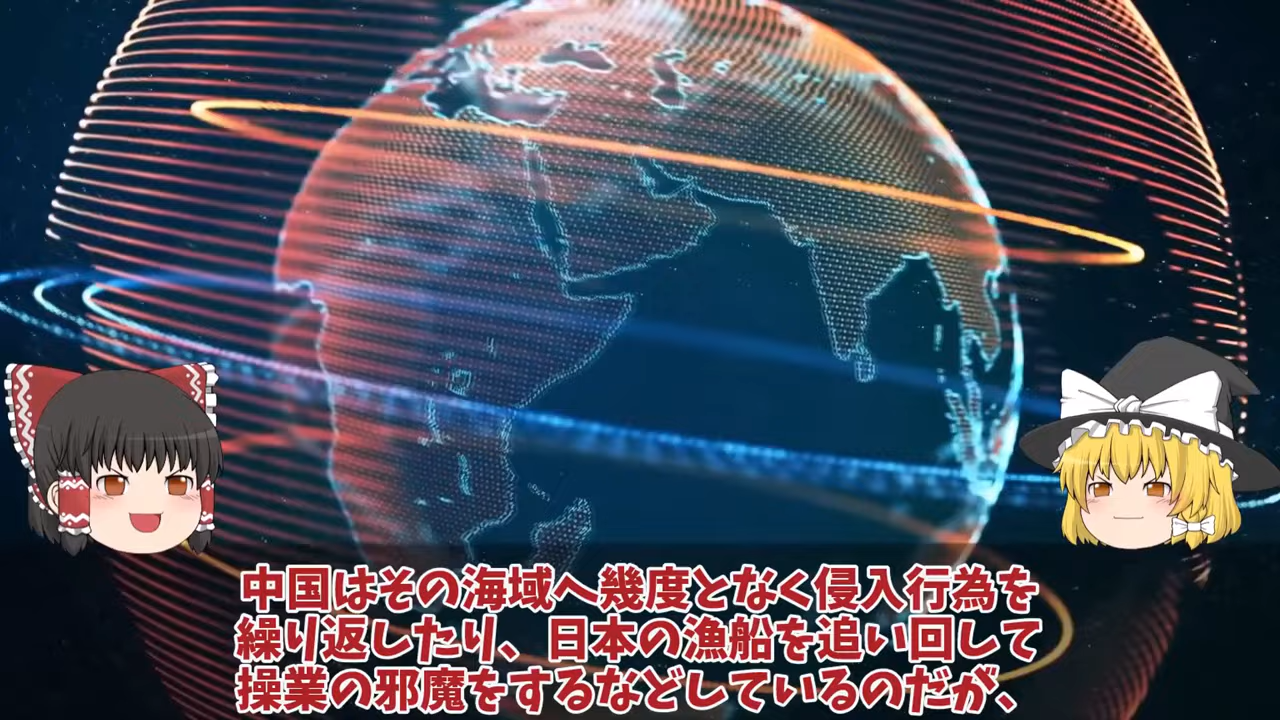 中国はその海域へ幾度となく侵入行為を
繰り返したり、日本の漁船を追い回して
操業の邪魔をするなどしているのだが、